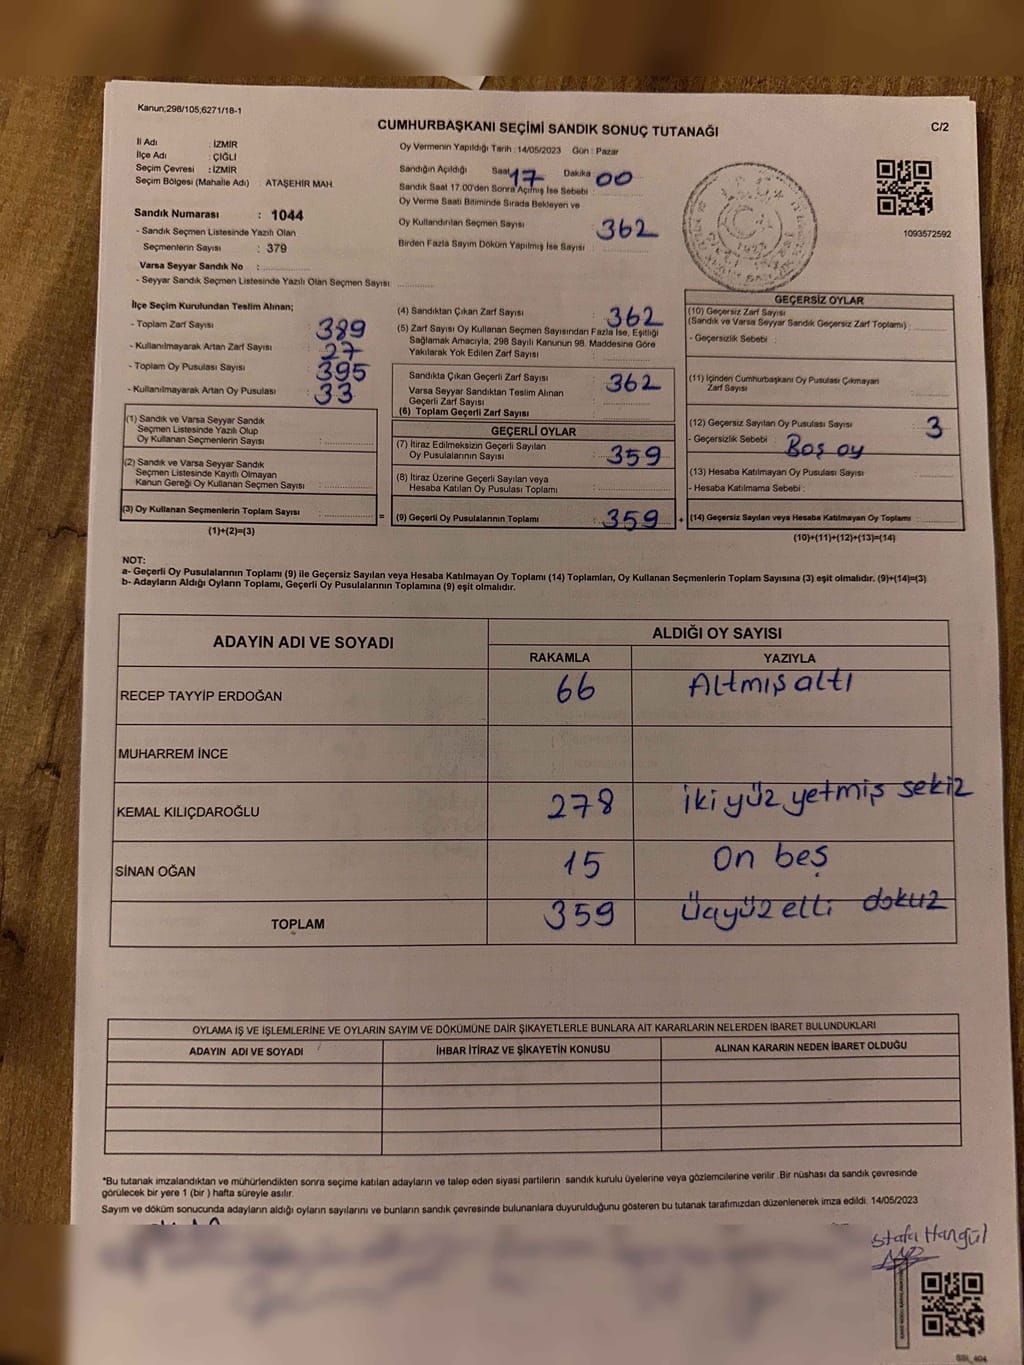 Kanun;298/105;6271/18-1
CUMHURBAŞKANI SEÇİMİ SANDIK SONUÇ TUTANAĞI
C/2
İl Adı : İZMİR
İlçe Adı : ÇİĞLİ
Seçim Çevresi : İZMİR
Seçim Bölgesi (Mahalle Adı) : ATAŞEHİR MAH.
Sandık Numarası : 1044
- Sandık Seçmen Listesinde Yazılı Olan
Seçmenlerin Sayısı : 379
Varsa Seyyar Sandık No :
- Seyyar Sandık Seçmen Listesinde Yazılı Olan Seçmen Sayısı:
Oy Vermenin Yapıldığı Tarih : 14/05/2023 Gün : Pazar
Sandığın Açıldığı Saat 17 Dakika 00
Sandık Saat 17.00'den Sonra Açılmış İse Sebebi :
Oy Verme Saati Bitiminde Sırada Bekleyen ve
Oy Kullandırılan Seçmen Sayısı : 362
Birden Fazla Sayım Döküm Yapılmış İse Sayısı :
1093572592
İlçe Seçim Kurulundan Teslim Alınan;
- Toplam Zarf Sayısı : 389
- Kullanılmayarak Artan Zarf Sayısı : 27
- Toplam Oy Pusulası Sayısı : 395
- Kullanılmayarak Artan Oy Pusulası : 33
(1) Sandık ve Varsa Seyyar Sandık
Seçmen Listesinde Yazılı Olup
Oy Kullanan Seçmenlerin Sayısı :
(2) Sandık ve Varsa Seyyar Sandık
Seçmen Listesinde Kayıtlı Olmayan
Kanun Gereği Oy Kullanan Seçmen Sayısı :
(3) Oy Kullanan Seçmenlerin Toplam Sayısı :
(1)+(2)=(3)
(4) Sandıktan Çıkan Zarf Sayısı : 362
(5) Zarf Sayısı Oy Kullanan Seçmen Sayısından Fazla İse, Eşitliği
Sağlamak Amacıyla, 298 Sayılı Kanunun 98. Maddesine Göre
Yakılarak Yok Edilen Zarf Sayısı :
Sandıkta Çıkan Geçerli Zarf Sayısı : 362
Varsa Seyyar Sandıktan Teslim Alınan
Geçerli Zarf Sayısı :
(6) Toplam Geçerli Zarf Sayısı
GEÇERLİ OYLAR
(7) İtiraz Edilmeksizin Geçerli Sayılan
Oy Pusulalarının Sayısı : 359
(8) İtiraz Üzerine Geçerli Sayılan veya
Hesaba Katılan Oy Pusulası Toplamı :
= (9) Geçerli Oy Pusulalarının Toplamı : 359 +
GEÇERSİZ OYLAR
(10) Geçersiz Zarf Sayısı
(Sandık ve Varsa Seyyar Sandık Geçersiz Zarf Toplamı) :
- Geçersizlik Sebebi :
(11) İçinden Cumhurbaşkanı Oy Pusulası Çıkmayan
Zarf Sayısı :
(12) Geçersiz Sayılan Oy Pusulası Sayısı : 3
- Geçersizlik Sebebi : Boş oy
(13) Hesaba Katılmayan Oy Pusulası Sayısı :
- Hesaba Katılmama Sebebi :
(14) Geçersiz Sayılan veya Hesaba Katılmayan Oy Toplamı :
(10)+(11)+(12)+(13)=(14)
NOT:
a- Geçerli Oy Pusulalarının Toplamı (9) ile Geçersiz Sayılan veya Hesaba Katılmayan Oy Toplamı (14) Toplamları, Oy Kullanan Seçmenlerin Toplam Sayısına (3) eşit olmalıdır. (9)+(14)=(3)
b- Adayların Aldığı Oyların Toplamı, Geçerli Oy Pusulalarının Toplamına (9) eşit olmalıdır.
ADAYIN ADI VE SOYADI ALDIĞI OY SAYISI
RAKAMLA YAZIYLA
RECEP TAYYİP ERDOĞAN 66 Altmış altı
MUHARREM İNCE
KEMAL KILIÇDAROĞLU 278 iki yüz yetmiş sekiz
SİNAN OĞAN 15 On beş
TOPLAM 359 Üçyüz elli dokuz
OYLAMA İŞ VE İŞLEMLERİNE VE OYLARIN SAYIM VE DÖKÜMÜNE DAİR ŞİKAYETLERLE BUNLARA AİT KARARLARIN NELERDEN İBARET BULUNDUKLARI
ADAYIN ADI VE SOYADI İHBAR İTİRAZ VE ŞİKAYETİN KONUSU ALINAN KARARIN NEDEN İBARET OLDUĞU
*Bu tutanak imzalandıktan ve mühürlendikten sonra seçime katılan adayların ve talep eden siyasi partilerin sandık kurulu üyelerine veya gözlemcilerine verilir. Bir nüshası da sandık çevresinde
görülecek bir yere 1 (bir) hafta süreyle asılır.
Sayım ve döküm sonucunda adayların aldığı oyların sayılarını ve bunların sandık çevresinde bulunanlara duyurulduğunu gösteren bu tutanak tarafımızdan düzenlenerek imza edildi. 14/05/2023
stafa Hangül